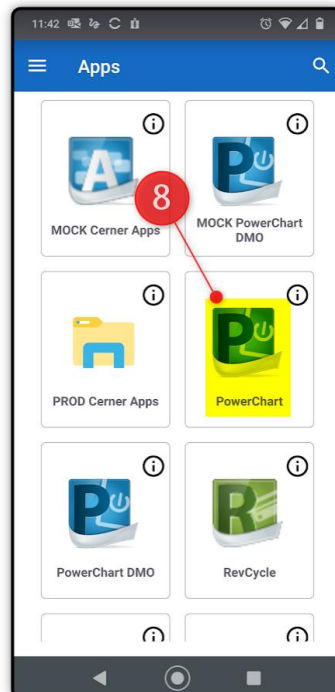 11:42
Apps
MOCK Cerner Apps
MOCK PowerChart
DMO
8
PROD Cerner Apps
PowerChart
PowerChart DMO
RevCycle